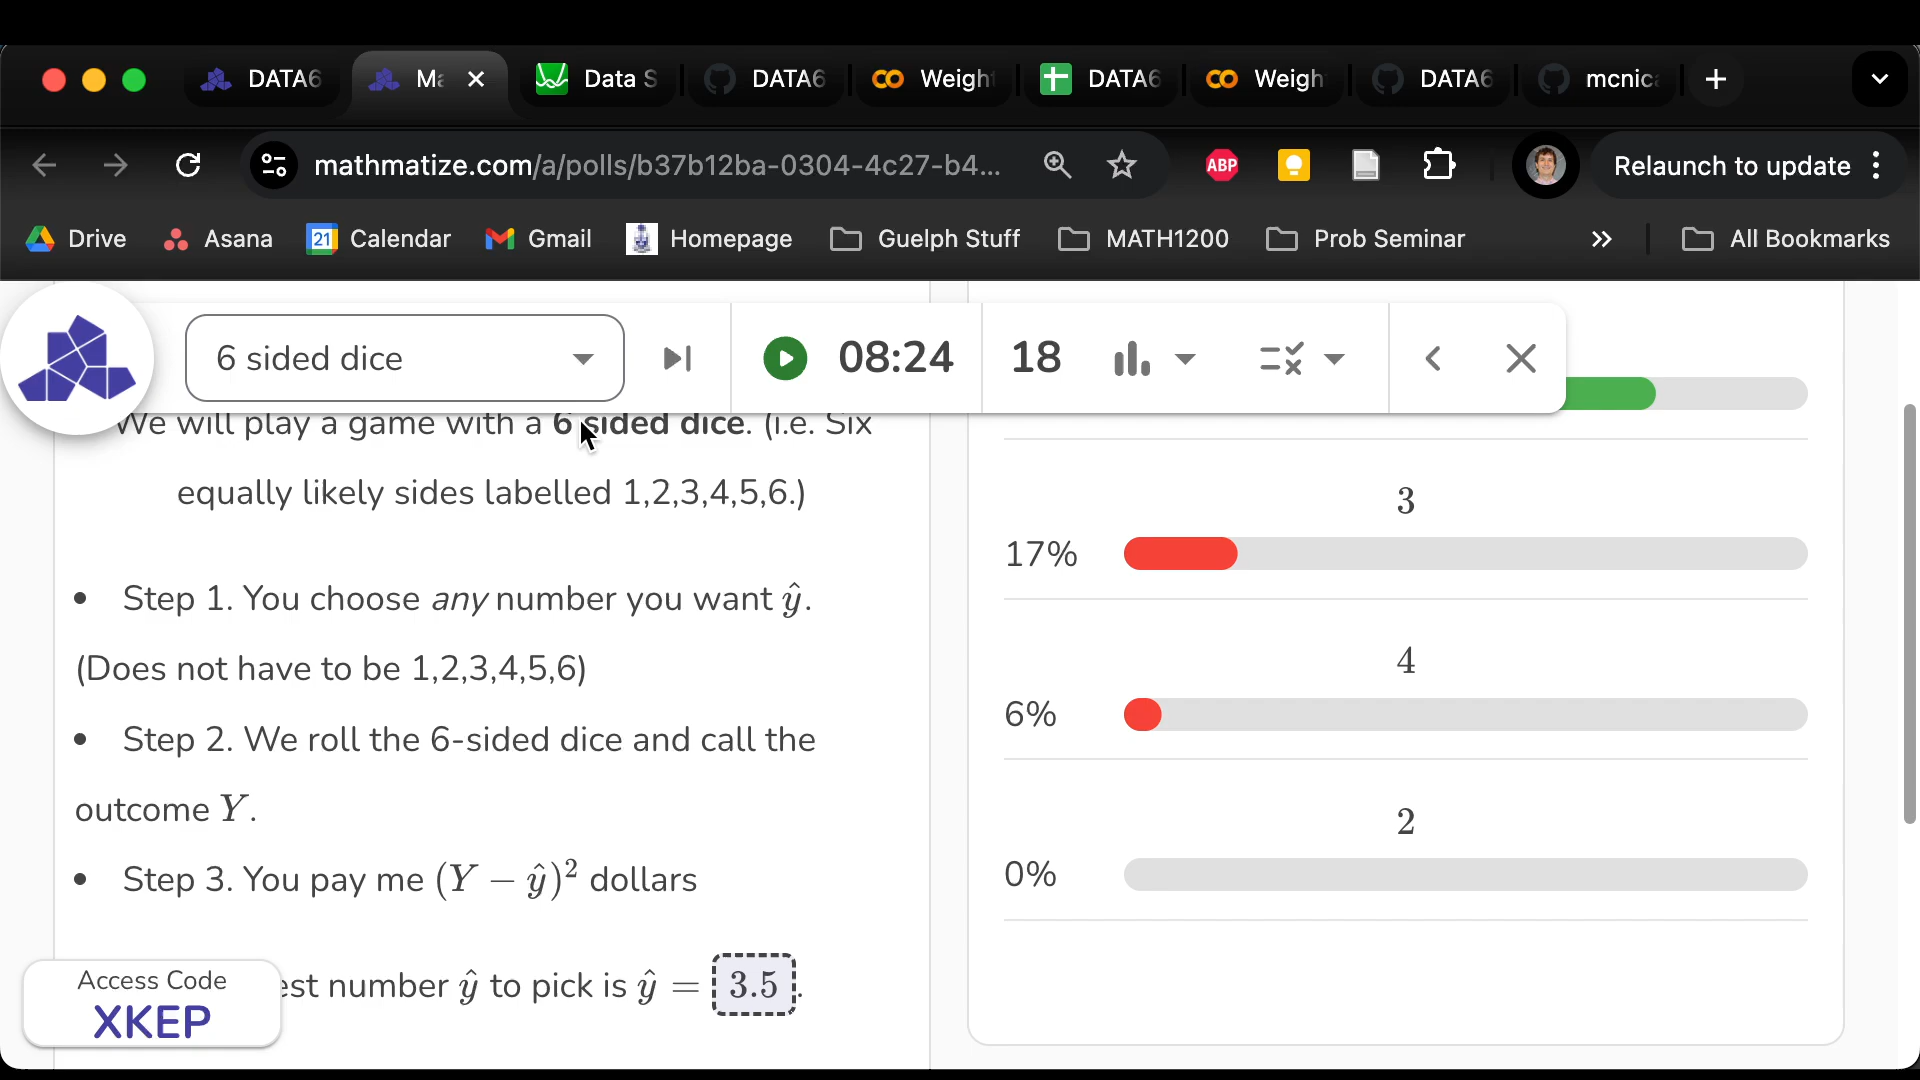 DATA6
Ma
Data S
DATA6
Weigh
DATA6
Weigh
DATA6
mcnic
mathmatize.com/a/polls/b37b12ba-0304-4c27-b4...
ABP
Relaunch to update
Drive
Asana
21
Calendar
Gmail
Homepage
Guelph Stuff
MATH1200
Prob Seminar
All Bookmarks
6 sided dice
08:24
18
We will play a game with a 6 sided dice. (i.e. Six
equally likely sides labelled 1,2,3,4,5,6.)
• Step 1. You choose any number you want ŷ.
(Does not have to be 1,2,3,4,5,6)
• Step 2. We roll the 6-sided dice and call the
outcome Y.
• Step 3. You pay me (Y − ŷ)² dollars
est number ŷ to pick is ŷ = 3.5.
Access Code
XKEP
3
17%
4
6%
2
0%